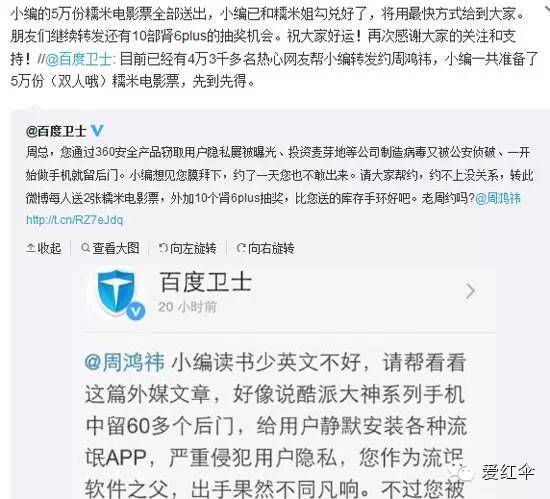 小编的5万份糯米电影票全部送出，小编已和糯米姐勾兑好了，将用最快方式给到大家。
朋友们继续转发还有10部肾6plus的抽奖机会。祝大家好运！再次感谢大家的关注和支
持！//@百度卫士: 目前已经有4万3千多名热心网友帮小编转发约周鸿祎，小编一共准备了
5万份（双人哦）糯米电影票，先到先得。
@百度卫士
周总，您通过360安全产品窃取用户隐私屡被曝光、投资麦芽地等公司制造病毒又被公安侦破、一开
始做手机就留后门。小编想见您膜拜下，约了一天您也不敢出来。请大家帮约，约不上没关系，转此
微博每人送2张糯米电影票，外加10个肾6plus抽奖，比您送的库存手环好吧。老周约吗？@周鸿祎
http://t.cn/RZ7eJdq
收起 查看大图 向左旋转 向右旋转
百度卫士
20 小时前
@周鸿祎 小编读书少英文不好，请帮看看
这篇外媒文章，好像说酷派大神系列手机
中留60多个后门，给用户静默安装各种流
氓APP，严重侵犯用户隐私，您作为流氓
软件之父，出手果然不同凡响。不过您被
爱红伞